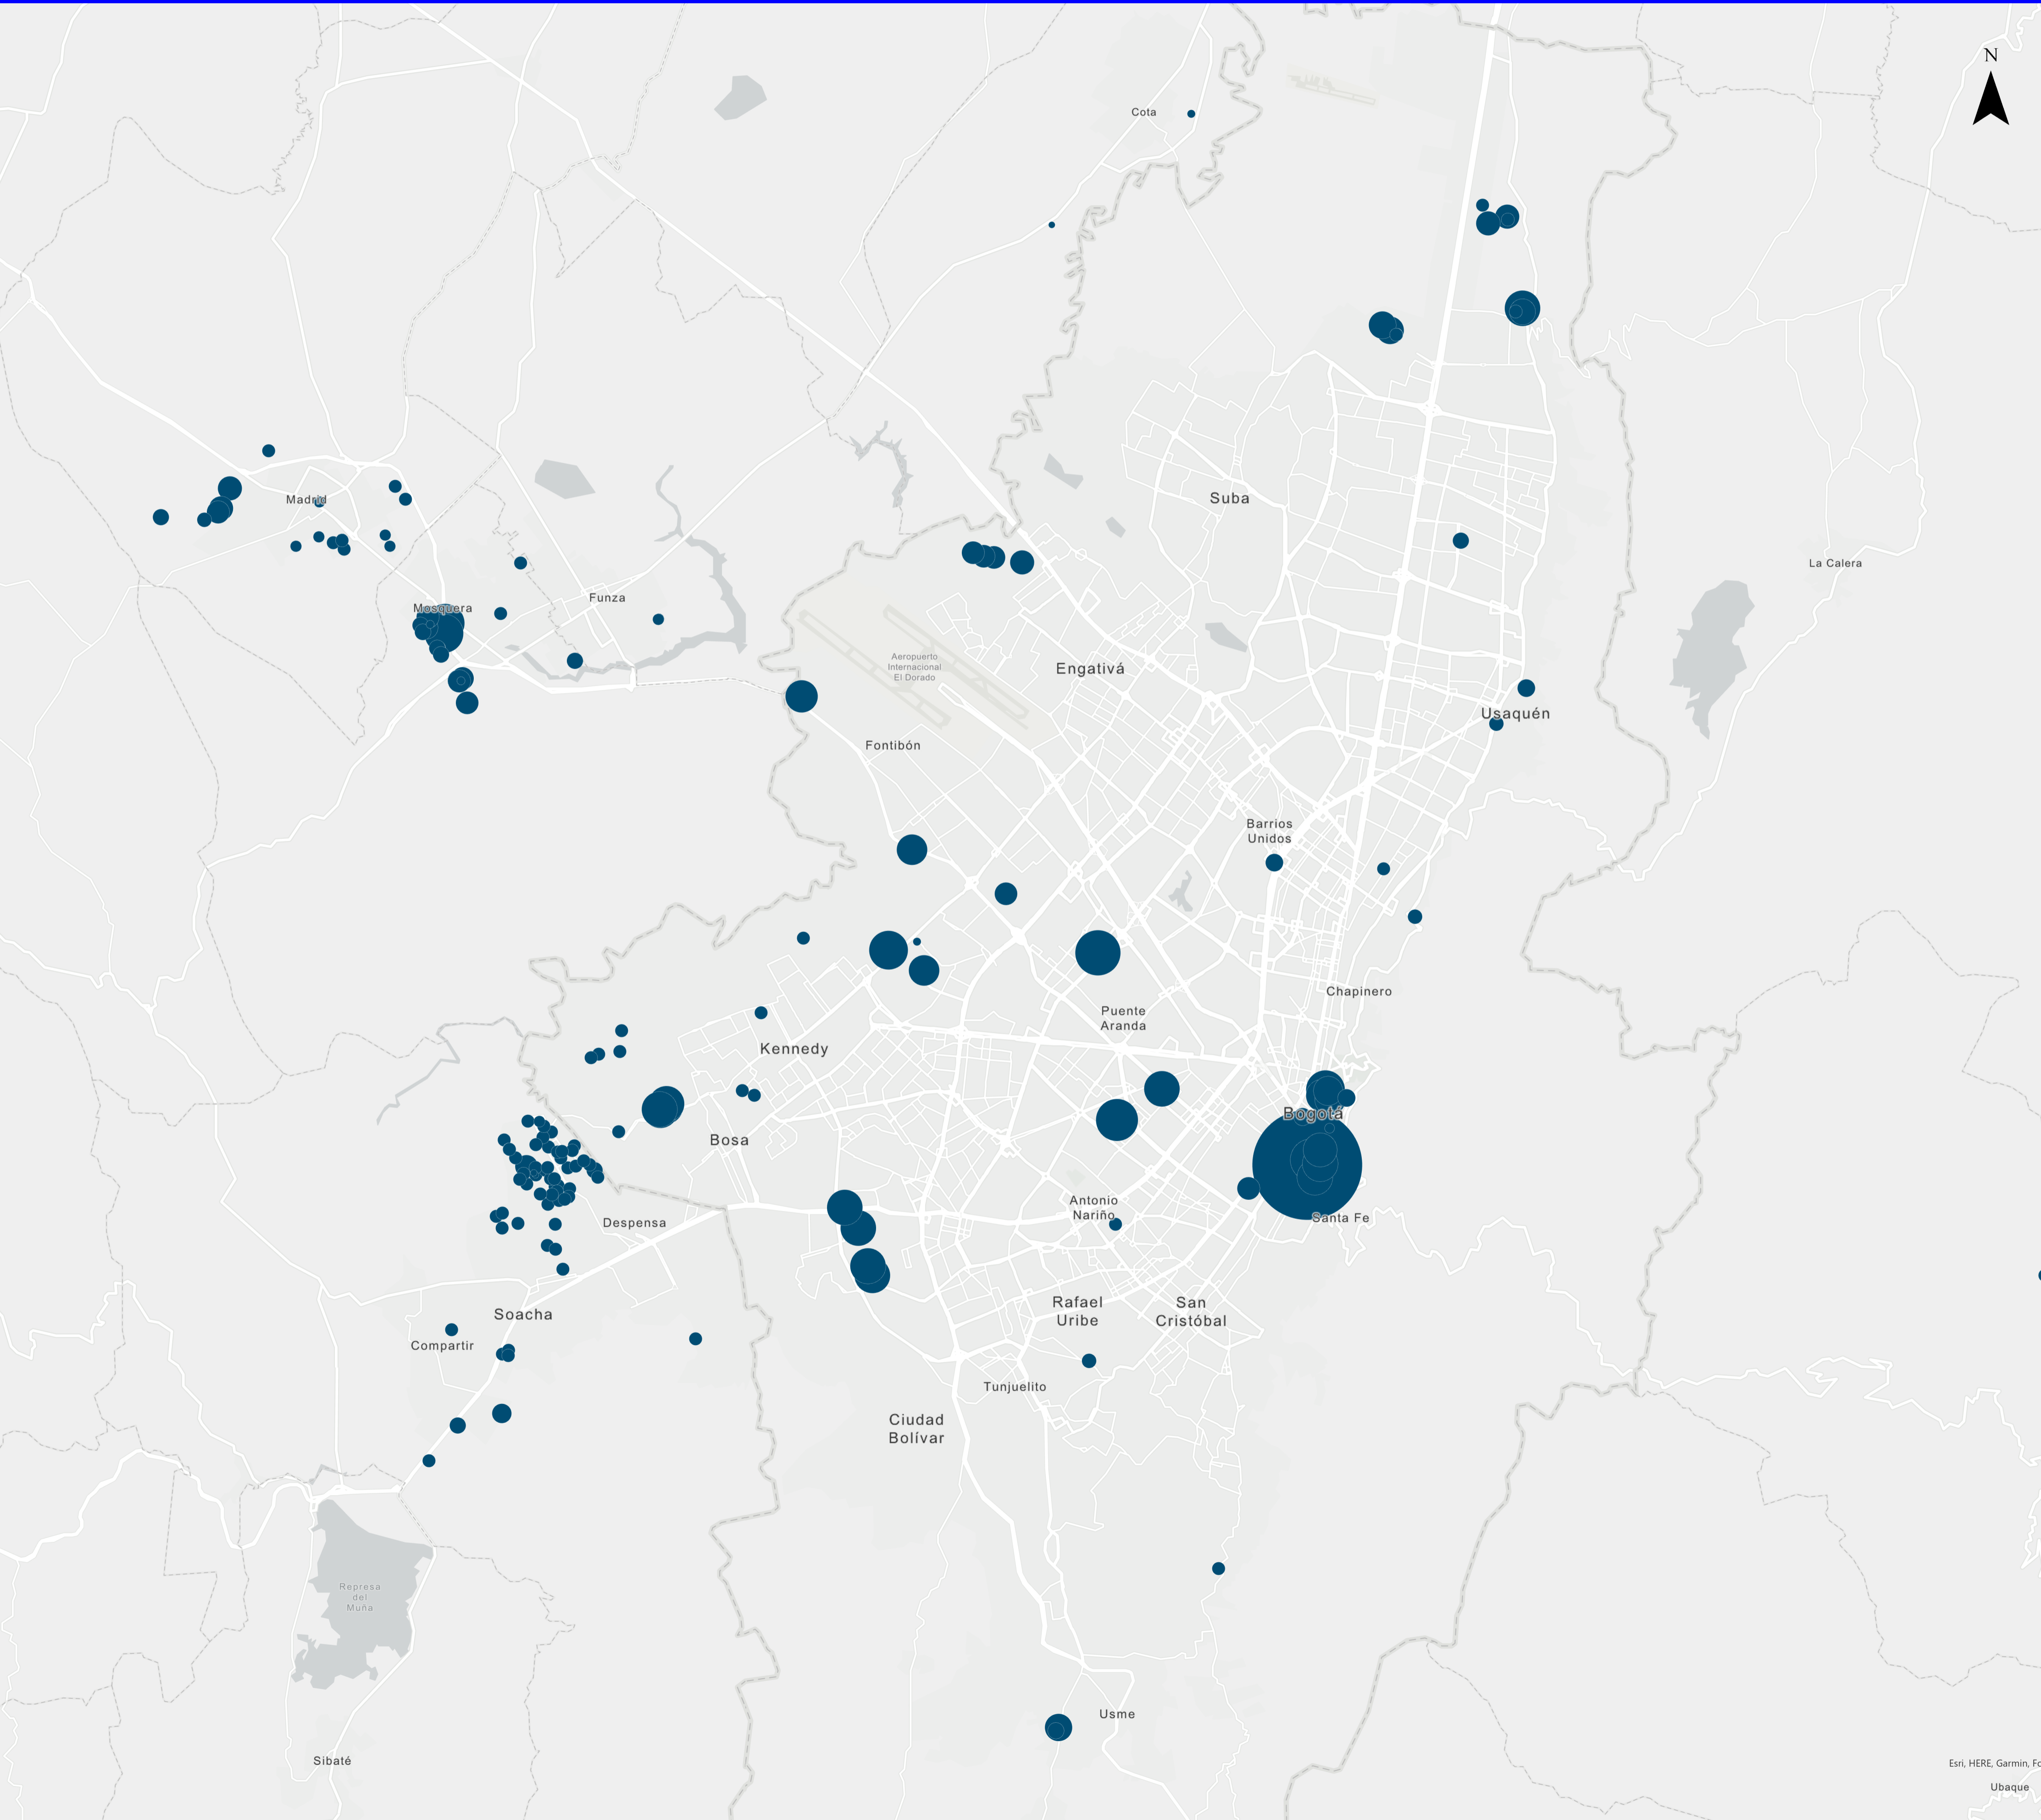 N
Cota
Suba
Madrid
La Calera
Funza
Mosquera
Aeropuerto
Internacional
El Dorado
Engativá
Usaquén
Fontibón
Barrios
Unidos
Chapinero
Puente
Aranda
Kennedy
Bogotá
Bosa
Antonio
Nariño
Santa Fe
Despensa
Rafael
Uribe
San
Cristóbal
Soacha
Compartir
Tunjuelito
Ciudad
Bolívar
Represa
del
Muña
Usme
Sibaté
Esri, HERE, Garmin, Fo
Ubaque